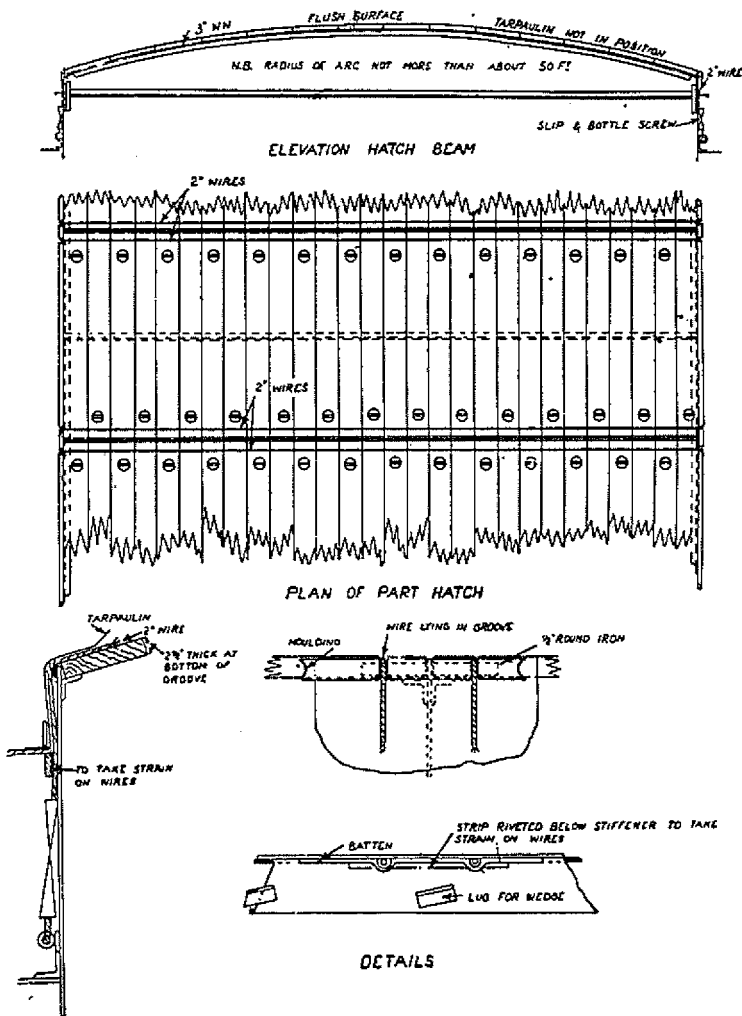 3" WN
FLUSH SURFACE
TARPAULIN NOT IN POSITION
N.B. RADIUS OF ARC NOT MORE THAN ABOUT 50 FT
2" WIRE
SLIP & BOTTLE SCREW
ELEVATION HATCH BEAM
2" WIRES
2" WIRES
PLAN OF PART HATCH
TARPAULIN
2" WIRE
2½" THICK AT
BOTTOM OF
GROOVE
TO TAKE STRAIN
ON WIRES
MOULDING
WIRE LYING IN GROOVE
½" ROUND IRON
BATTEN
STRIP RIVETED BELOW STIFFENER TO TAKE
STRAIN ON WIRES
LUG FOR WEDGE
DETAILS